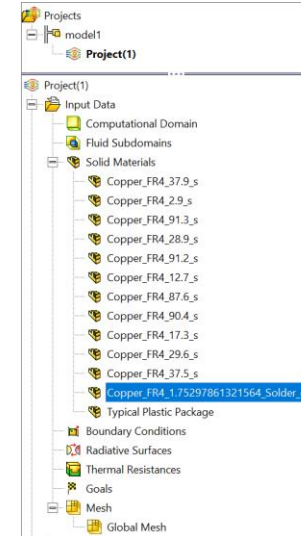 Projects
model1
Project(1)
Project(1)
Input Data
Computational Domain
Fluid Subdomains
Solid Materials
Copper_FR4_37.9_s
Copper_FR4_2.9_s
Copper_FR4_91.3_s
Copper_FR4_28.9_s
Copper_FR4_91.2_s
Copper_FR4_12.7_s
Copper_FR4_87.6_s
Copper_FR4_90.4_s
Copper_FR4_17.3_s
Copper_FR4_29.6_s
Copper_FR4_37.5_s
Copper_FR4_1.75297861321564_Solder_
Typical Plastic Package
Boundary Conditions
Radiative Surfaces
Thermal Resistances
Goals
Mesh
Global Mesh